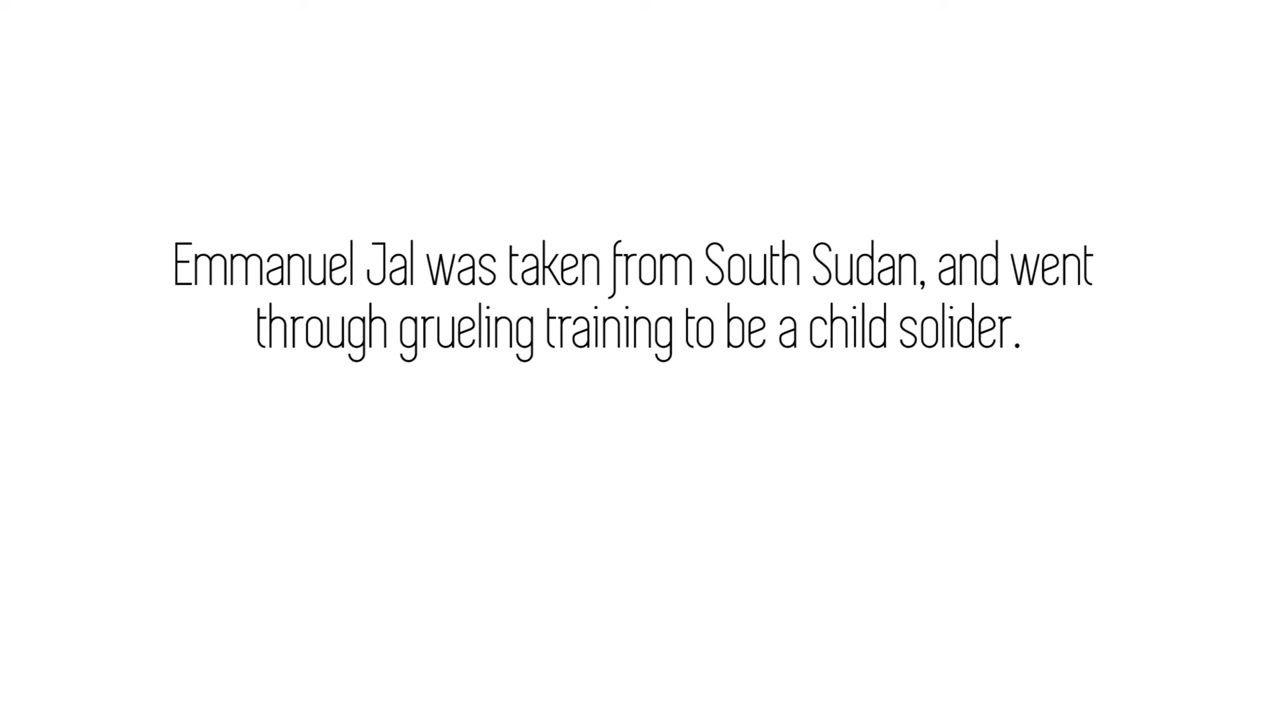 Emmanuel Jal was taken from South Sudan, and went
through grueling training to be a child solider.